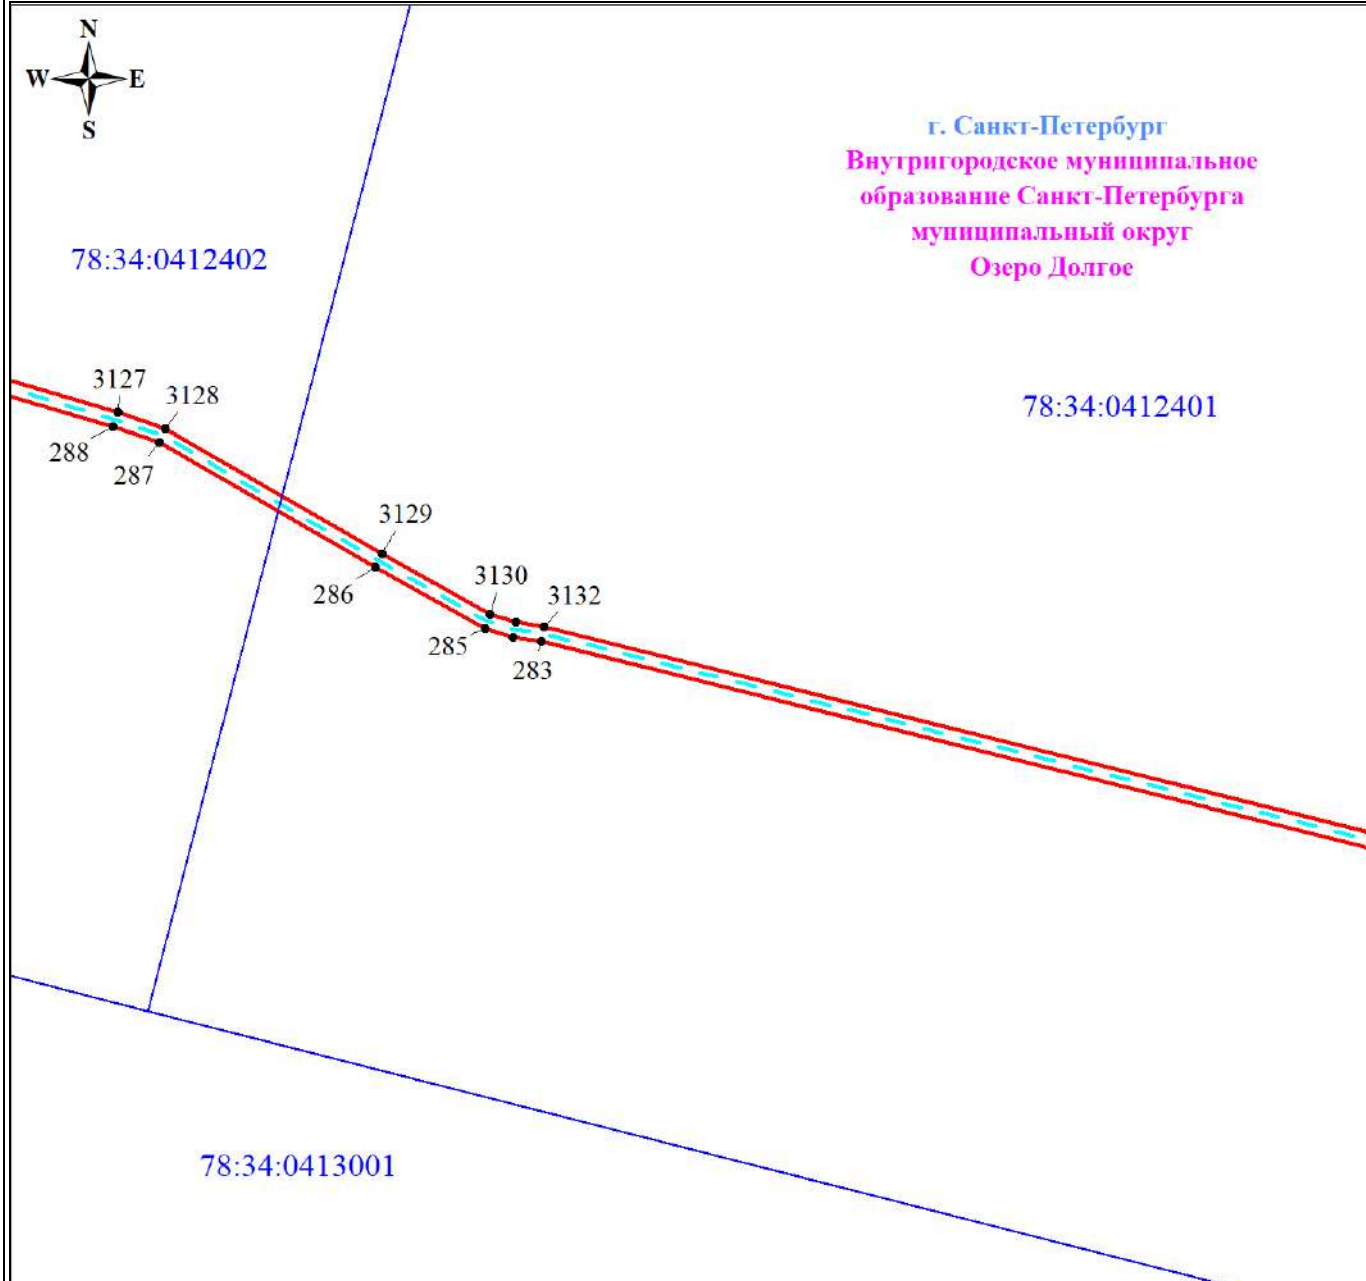 N
W E
S
г. Санкт-Петербург
Внутригородское муниципальное
образование Санкт-Петербурга
муниципальный округ
Озеро Долгое
78:34:0412402
78:34:0412401
3127
3128
288
287
3129
286
3130
3132
285
283
78:34:0413001